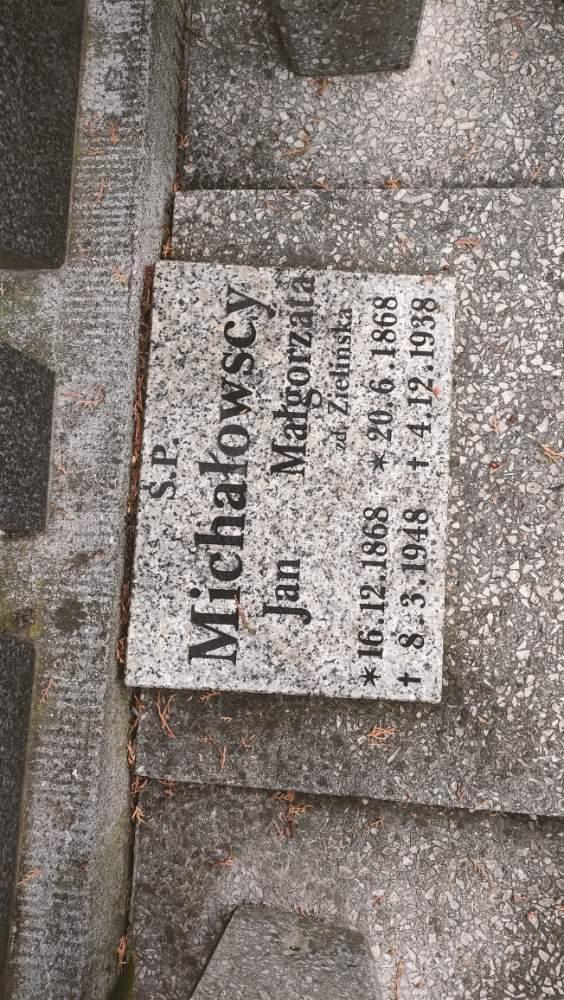 Ś.P.
Michałowscy
Jan Małgorzata
zd. Zielińska
* 16.12.1868 * 20.6.1868
† 8.3.1948 † 4.12.1938